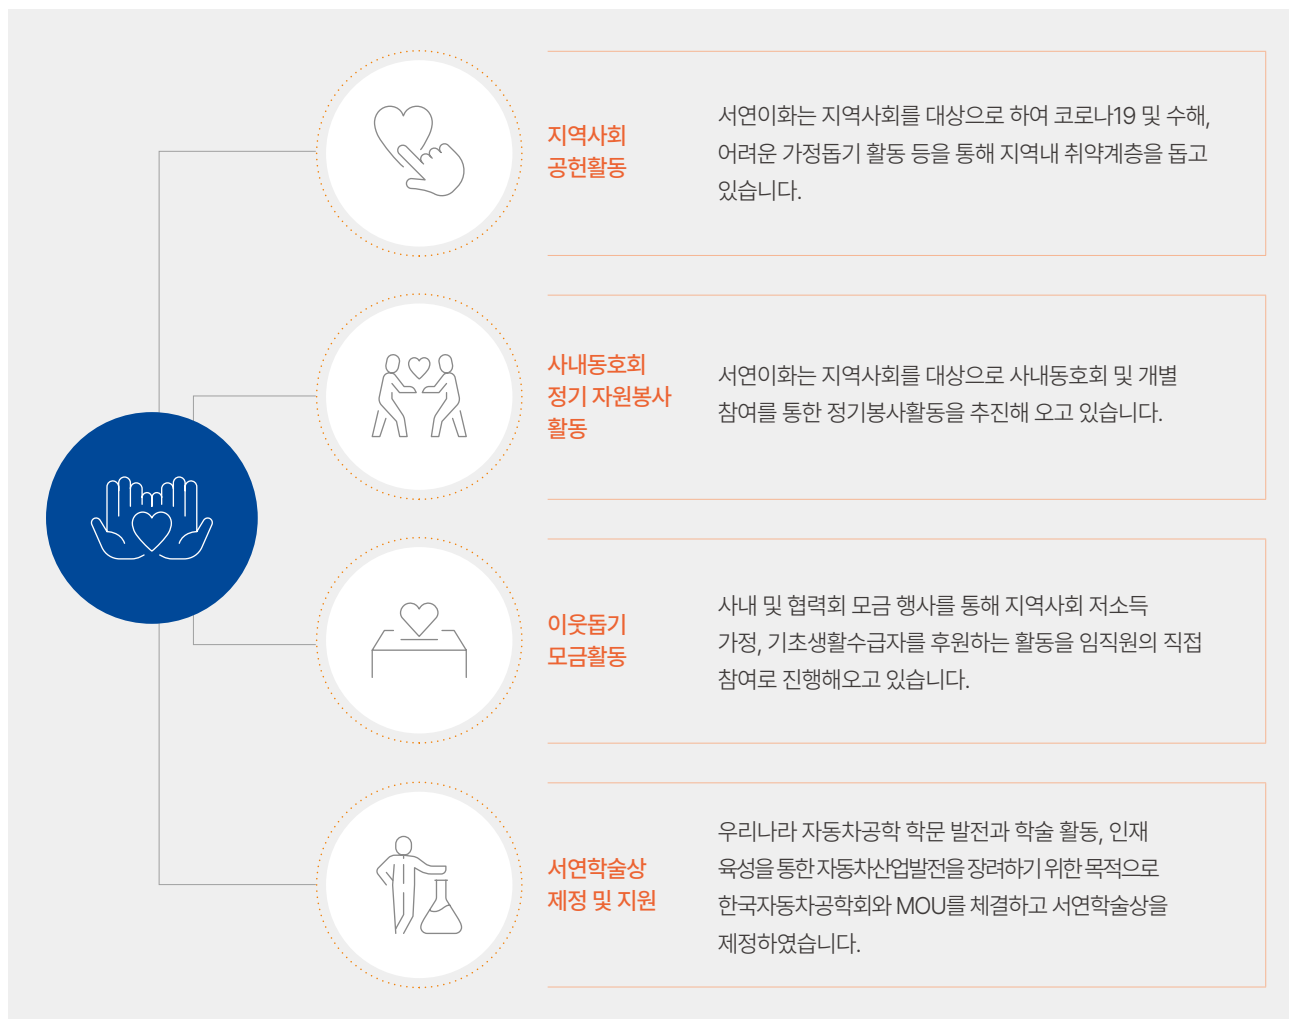 지역사회
공헌활동
서연이화는 지역사회를 대상으로 하여 코로나19 및 수해,
어려운 가정돕기 활동 등을 통해 지역내 취약계층을 돕고
있습니다.
사내동호회
정기 자원봉사
활동
서연이화는 지역사회를 대상으로 사내동호회 및 개별
참여를 통한 정기봉사활동을 추진해 오고 있습니다.
이웃돕기
모금활동
사내 및 협력회 모금 행사를 통해 지역사회 저소득
가정, 기초생활수급자를 후원하는 활동을 임직원의 직접
참여로 진행해오고 있습니다.
서연학술상
제정 및 지원
우리나라 자동차공학 학문 발전과 학술 활동, 인재
육성을 통한 자동차산업발전을 장려하기 위한 목적으로
한국자동차공학회와 MOU를 체결하고 서연학술상을
제정하였습니다.